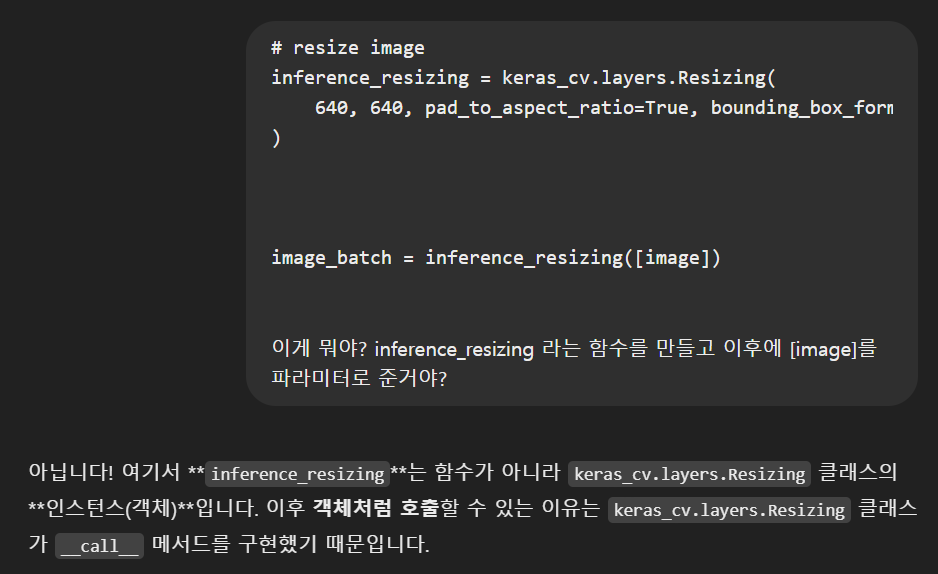 # resize image
inference_resizing = keras_cv.layers.Resizing(
    640, 640, pad_to_aspect_ratio=True, bounding_box_form
)
image_batch = inference_resizing([image])
이게 뭐야? inference_resizing 라는 함수를 만들고 이후에 [image]를
파라미터로 준거야?
아닙니다! 여기서 **inference_resizing**는 함수가 아니라 keras_cv.layers.Resizing 클래스의
**인스턴스(객체)**입니다. 이후 객체처럼 호출할 수 있는 이유는 keras_cv.layers.Resizing 클래스
가 __call__ 메서드를 구현했기 때문입니다.